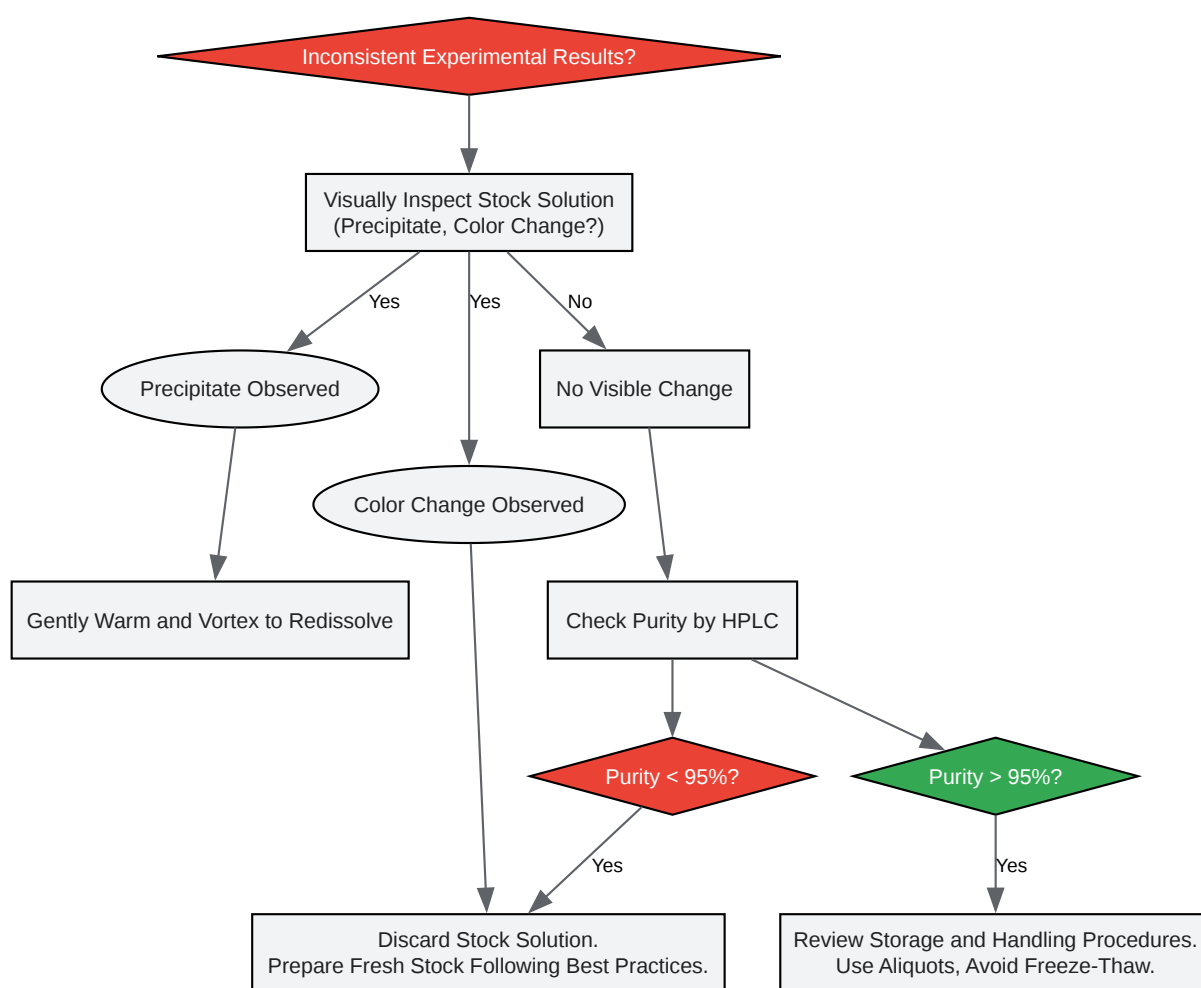 Inconsistent Experimental Results?
Visually Inspect Stock Solution
(Precipitate, Color Change?)
Yes
Yes
No
Precipitate Observed
No Visible Change
Color Change Observed
Gently Warm and Vortex to Redissolve
Check Purity by HPLC
Purity < 95%?
Purity > 95%?
Yes
Yes
Discard Stock Solution.
Prepare Fresh Stock Following Best Practices.
Review Storage and Handling Procedures.
Use Aliquots, Avoid Freeze-Thaw.